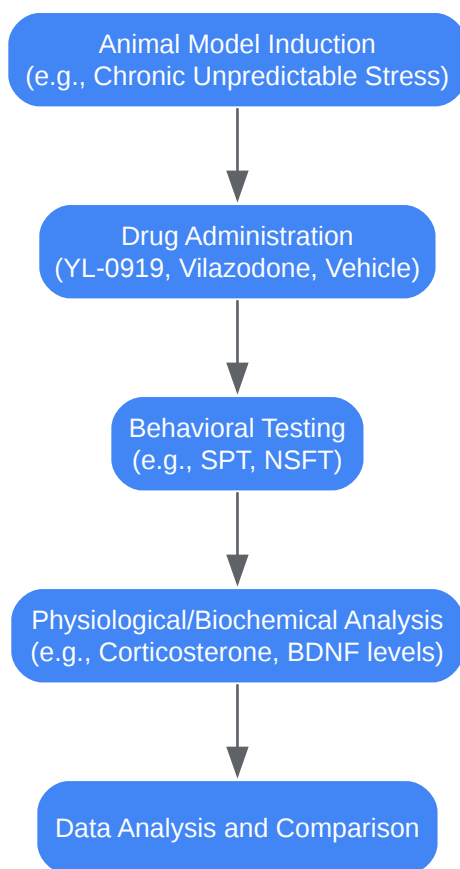 Animal Model Induction
(e.g., Chronic Unpredictable Stress)
Drug Administration
(YL-0919, Vilazodone, Vehicle)
Behavioral Testing
(e.g., SPT, NSFT)
Physiological/Biochemical Analysis
(e.g., Corticosterone, BDNF levels)
Data Analysis and Comparison